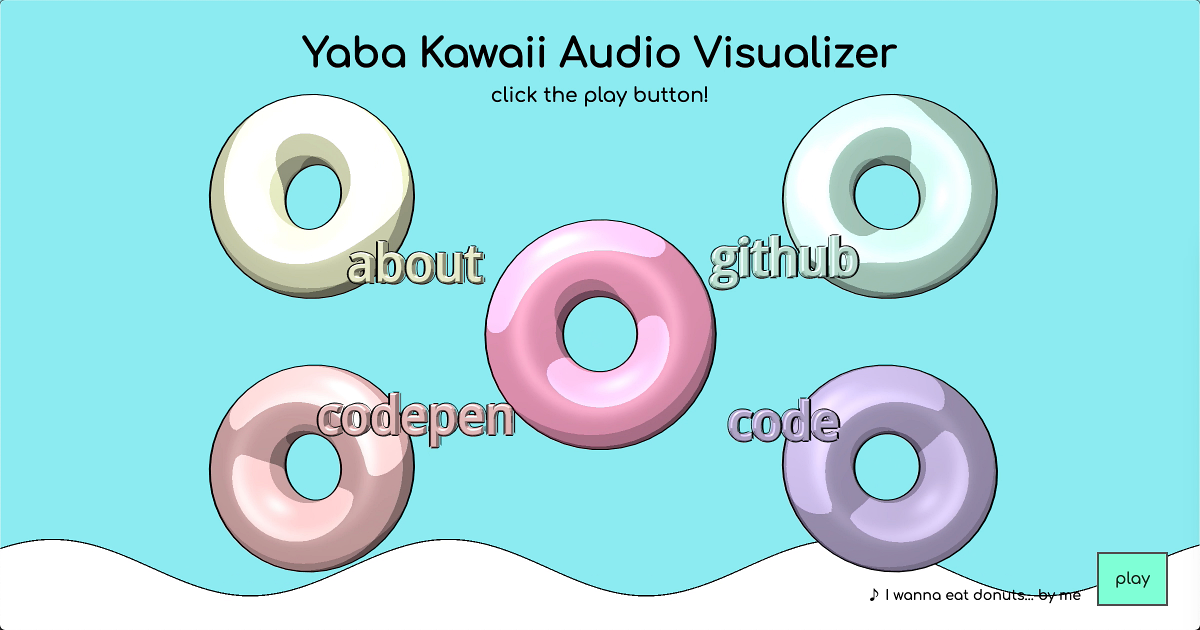 Yaba Kawaii Audio Visualizer
click the play button!
about
github
codepen
code
♪ I wanna eat donuts... by me
play